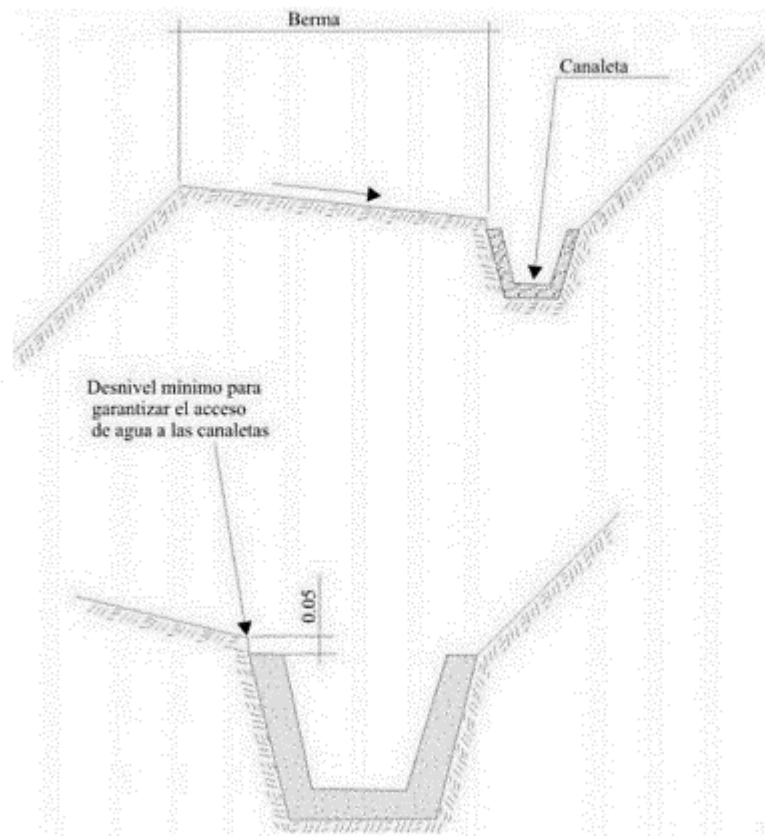 Berma
Canaleta
Desnivel mínimo para
garantizar el acceso
de agua a las canaletas
0.05